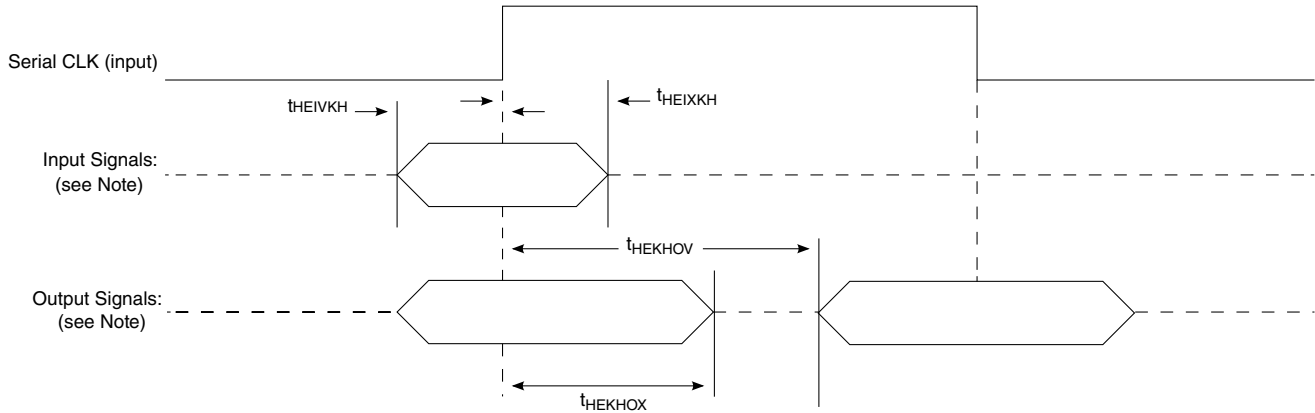 Serial CLK (input)
tHEIVKH
tHEIXKH
Input Signals:
(see Note)
tHEKHOV
Output Signals:
(see Note)
tHEKHOX